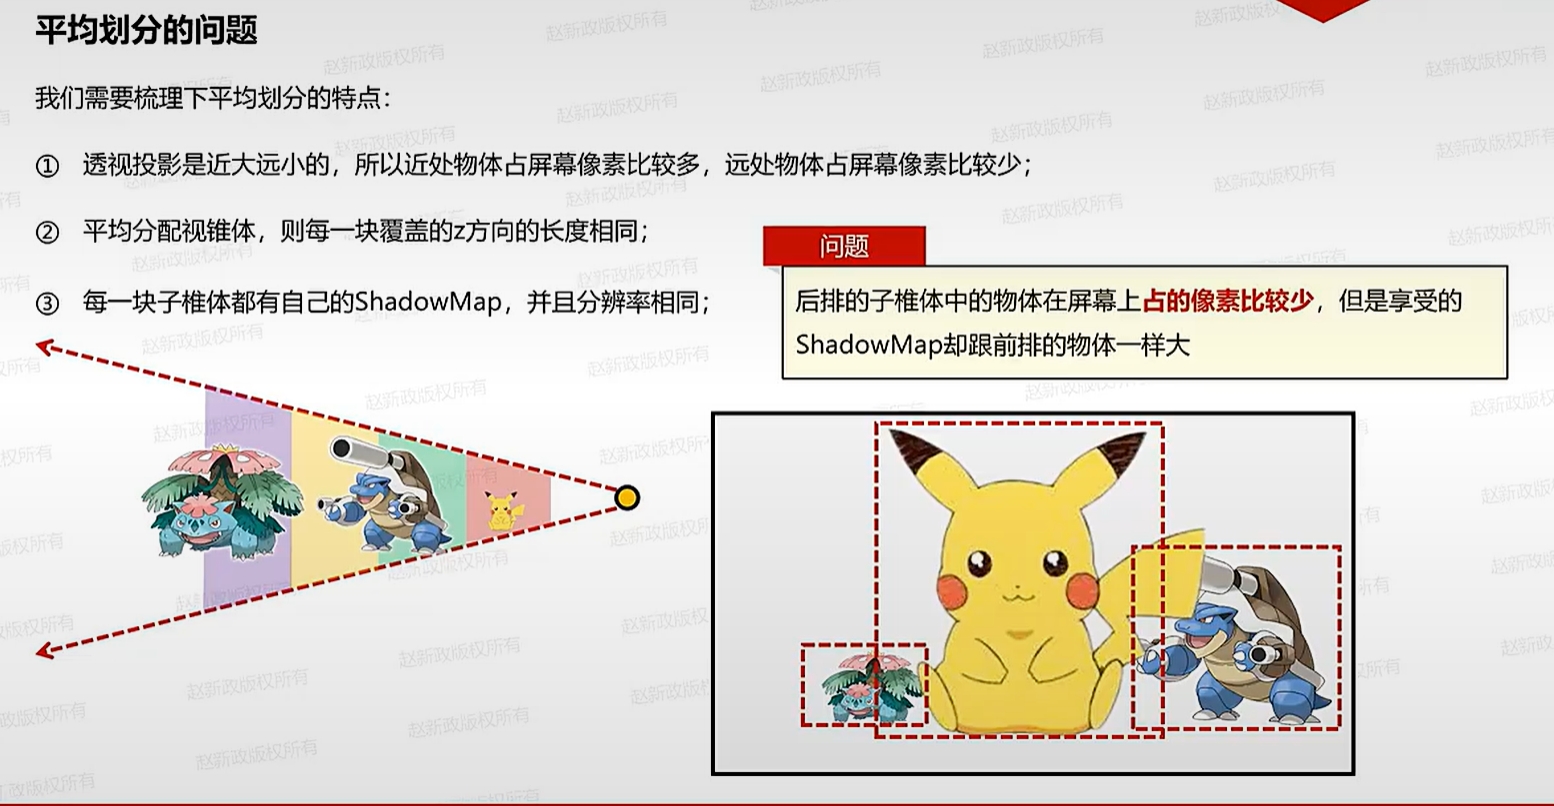 平均划分的问题
我们需要梳理下平均划分的特点：
① 透视投影是近大远小的，所以近处物体占屏幕像素比较多，远处物体占屏幕像素比较少；
② 平均分配视锥体，则每一块覆盖的z方向的长度相同；
③ 每一块子椎体都有自己的ShadowMap，并且分辨率相同；
问题
后排的子椎体中的物体在屏幕上占的像素比较少，但是享受的
ShadowMap却跟前排的物体一样大
赵新政版权所有